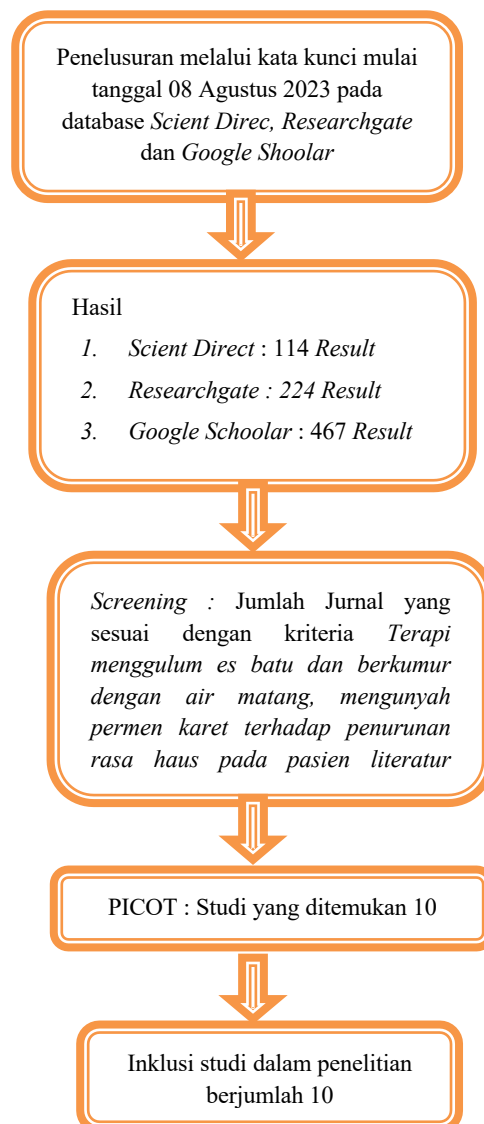 Penelusuran melalui kata kunci mulai
tanggal 08 Agustus 2023 pada
database Scient Direc, Researchgate
dan Google Shoolar
Hasil
1. Scient Direct : 114 Result
2. Researchgate : 224 Result
3. Google Schoolar : 467 Result
Screening : Jumlah Jurnal yang
sesuai dengan kriteria Terapi
menggulum es batu dan berkumur
dengan air matang, mengunyah
permen karet terhadap penurunan
rasa haus pada pasien literatur
PICOT : Studi yang ditemukan 10
Inklusi studi dalam penelitian
berjumlah 10